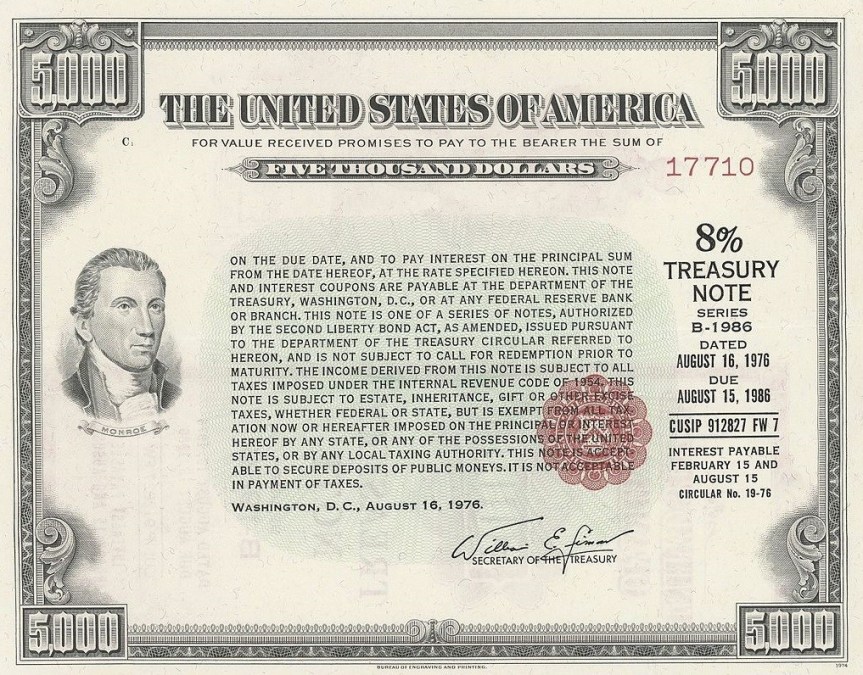 5,000 5,000
THE UNITED STATES OF AMERICA
C.
FOR VALUE RECEIVED PROMISES TO PAY TO THE BEARER THE SUM OF
FIVE THOUSAND DOLLARS
17710
ON THE DUE DATE, AND TO PAY INTEREST ON THE PRINCIPAL SUM
FROM THE DATE HEREOF, AT THE RATE SPECIFIED HEREON. THIS NOTE
AND INTEREST COUPONS ARE PAYABLE AT THE DEPARTMENT OF THE
TREASURY, WASHINGTON, D.C., OR AT ANY FEDERAL RESERVE BANK
OR BRANCH. THIS NOTE IS ONE OF A SERIES OF NOTES, AUTHORIZED
BY THE SECOND LIBERTY BOND ACT, AS AMENDED, ISSUED PURSUANT
TO THE DEPARTMENT OF THE TREASURY CIRCULAR REFERRED TO
HEREON, AND IS NOT SUBJECT TO CALL FOR REDEMPTION PRIOR TO
MATURITY. THE INCOME DERIVED FROM THIS NOTE IS SUBJECT TO ALL
TAXES IMPOSED UNDER THE INTERNAL REVENUE CODE OF 1954. THIS
NOTE IS SUBJECT TO ESTATE, INHERITANCE, GIFT OR OTHER EXCISE
TAXES, WHETHER FEDERAL OR STATE, BUT IS EXEMPT FROM ALL TAX-
ATION NOW OR HEREAFTER IMPOSED ON THE PRINCIPAL OR INTEREST
HEREOF BY ANY STATE, OR ANY OF THE POSSESSIONS OF THE UNITED
STATES, OR BY ANY LOCAL TAXING AUTHORITY. THIS NOTE IS ACCEPT-
ABLE TO SECURE DEPOSITS OF PUBLIC MONEYS. IT IS NOT ACCEPTABLE
IN PAYMENT OF TAXES.
WASHINGTON, D. C., AUGUST 16, 1976.
William E. Simon
SECRETARY OF THE TREASURY
MONROE
8%
TREASURY
NOTE
SERIES
B-1986
DATED
AUGUST 16, 1976
DUE
AUGUST 15, 1986
CUSIP 912827 FW 7
INTEREST PAYABLE
FEBRUARY 15 AND
AUGUST 15
CIRCULAR No. 19-76
5,000 5,000
BUREAU OF ENGRAVING AND PRINTING.
1974